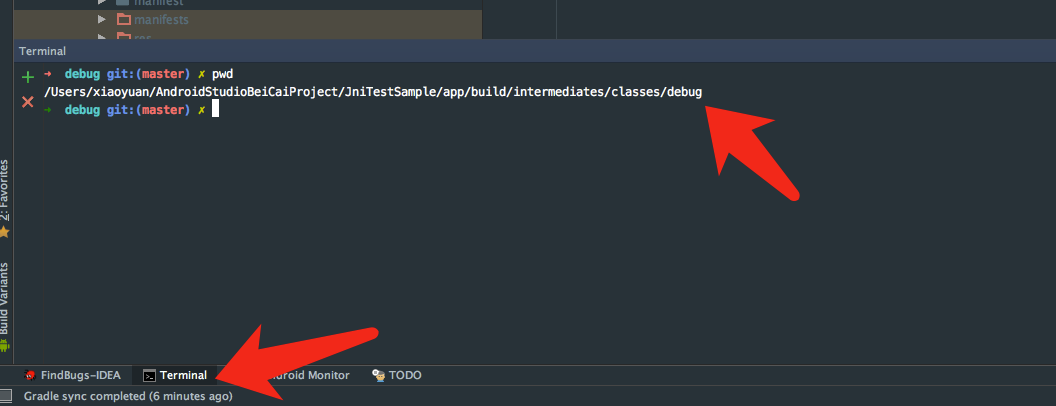 manifest
manifests
res
Terminal
➜ debug git:(master) ✗ pwd
/Users/xiaoyuan/AndroidStudioBeiCaiProject/JniTestSample/app/build/intermediates/classes/debug
➜ debug git:(master) ✗
2: Favorites
Build Variants
FindBugs-IDEA
Terminal
Monitor
TODO
Gradle sync completed (6 minutes ago)